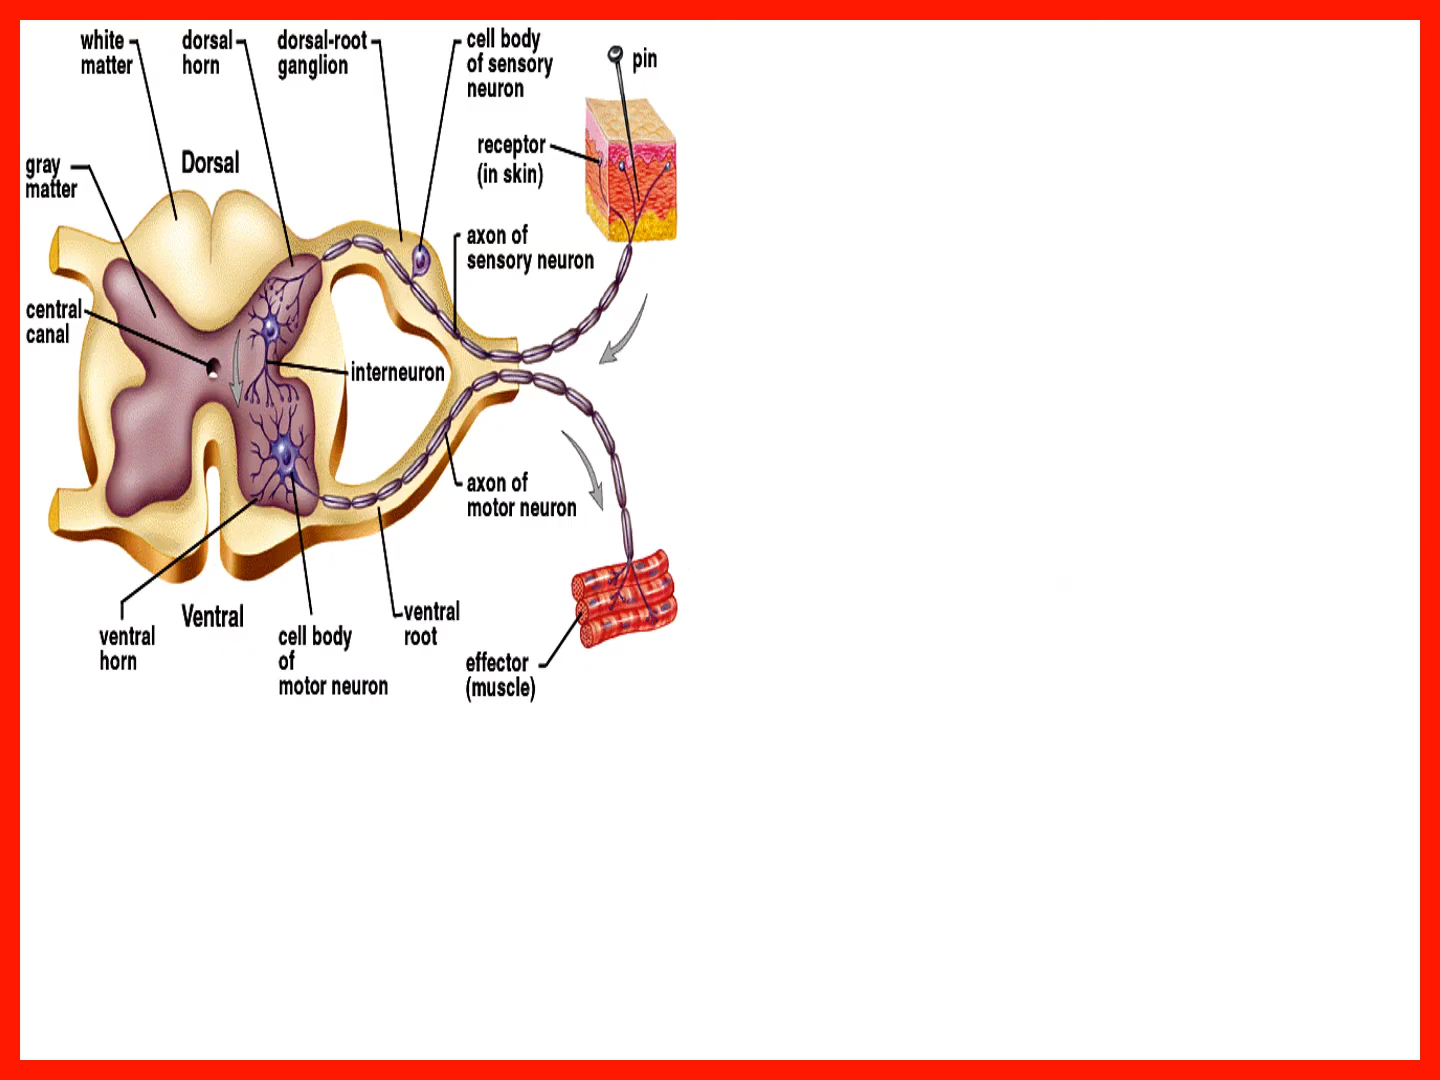 white
matter
dorsal
horn
dorsal-root
ganglion
cell body
of sensory
neuron
pin
receptor
(in skin)
gray
matter
Dorsal
axon of
sensory neuron
central
canal
interneuron
axon of
motor neuron
Ventral
ventral
horn
cell body
of
motor neuron
ventral
root
effector
(muscle)